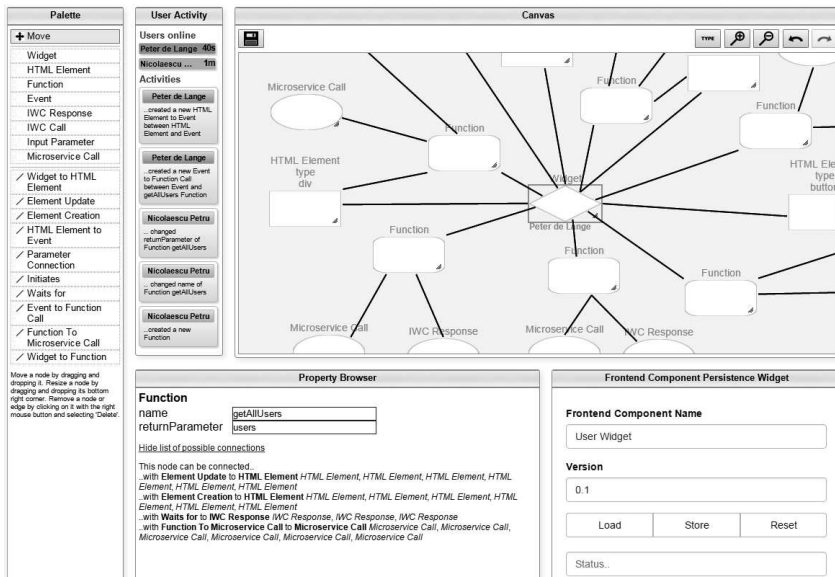 Palette
Move
Widget
HTML Element
Function
Event
IWC Response
IWC Call
Input Parameter
Microservice Call
Widget to HTML
Element
Element Update
Element Creation
HTML Element to
Event
Parameter
Connection
Initiates
Waits for
Event to Function
Call
Function To
Microservice Call
Widget to Function
Move a node by dragging and
dropping it. Resize a node by
dragging and dropping its bottom
right corner. Remove a node or
edge by clicking on it with the right
mouse button and selecting 'Delete'.
User Activity
Users online
Peter de Lange 40s
Nicolaescu ... 1m
Activities
Peter de Lange
..created a new HTML
Element to Event
between HTML
Element and Event
Peter de Lange
..created a new Event
to Function Call
between Event and
getAllUsers Function
Nicolaescu Petru
.. changed
returnParameter of
Function getAllUsers
Nicolaescu Petru
.. changed name of
Function getAllUsers
Nicolaescu Petru
..created a new
Function
Canvas
TYPE
Microservice Call
Function
Function
Function
HTML Element
type
div
Widget
Peter de Lange
HTML Ele
type
button
Function
Function
Function
Microservice Call
IWC Response
Microservice Call
IWC Response
Property Browser
Function
name getAllUsers
returnParameter users
Hide list of possible connections
This node can be connected..
..with Element Update to HTML Element HTML Element, HTML Element, HTML Element, HTML
Element, HTML Element, HTML Element
..with Element Creation to HTML Element HTML Element, HTML Element, HTML Element, HTML
Element, HTML Element, HTML Element
..with Waits for to IWC Response IWC Response, IWC Response, IWC Response
..with Function To Microservice Call to Microservice Call Microservice Call, Microservice Call,
Microservice Call, Microservice Call, Microservice Call, Microservice Call
Frontend Component Persistence Widget
Frontend Component Name
User Widget
Version
0.1
Load Store Reset
Status..